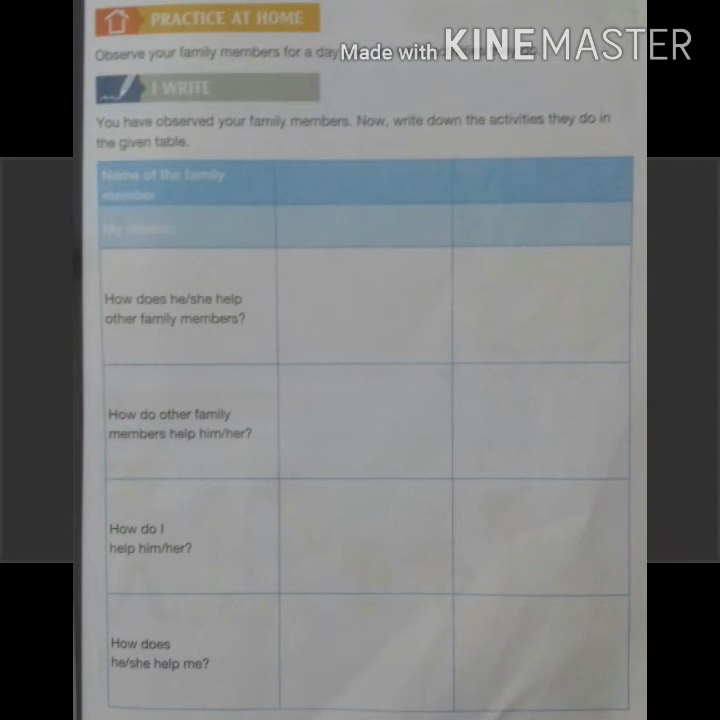 PRACTICE AT HOME
Observe your family members for a day
Made with KINEMASTER
I WRITE
You have observed your family members. Now, write down the activities they do in
the given table.
Name of the family
member
My relation
How does he/she help
other family members?
How do other family
members help him/her?
How do I
help him/her?
How does
he/she help me?